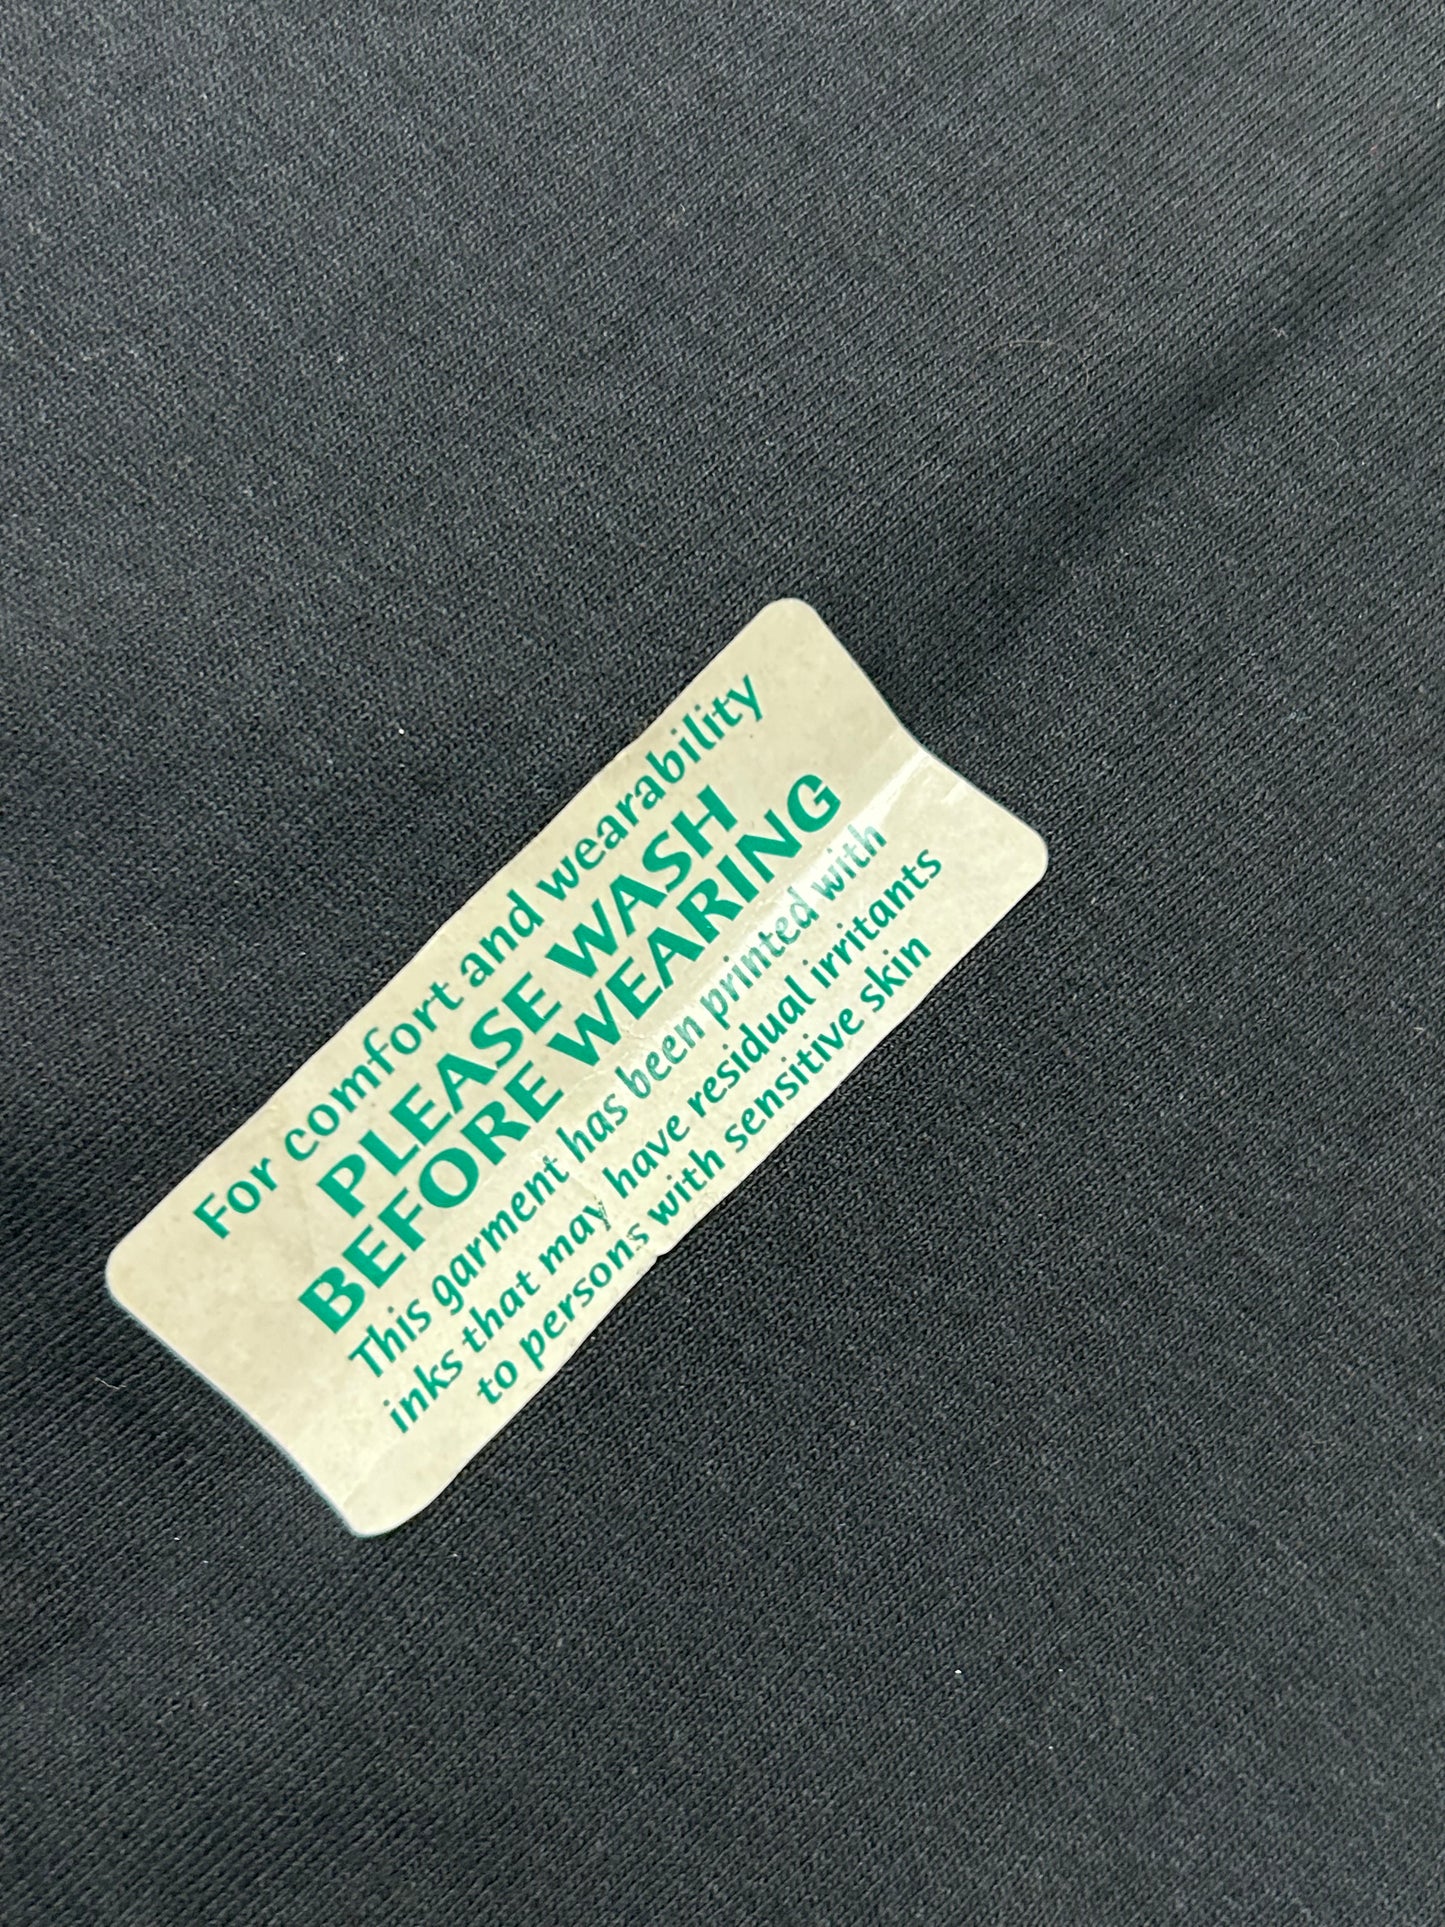 For comfort and wearability
PLEASE WASH
BEFORE WEARING
This garment has been printed with
inks that may have residual irritants
to persons with sensitive skin